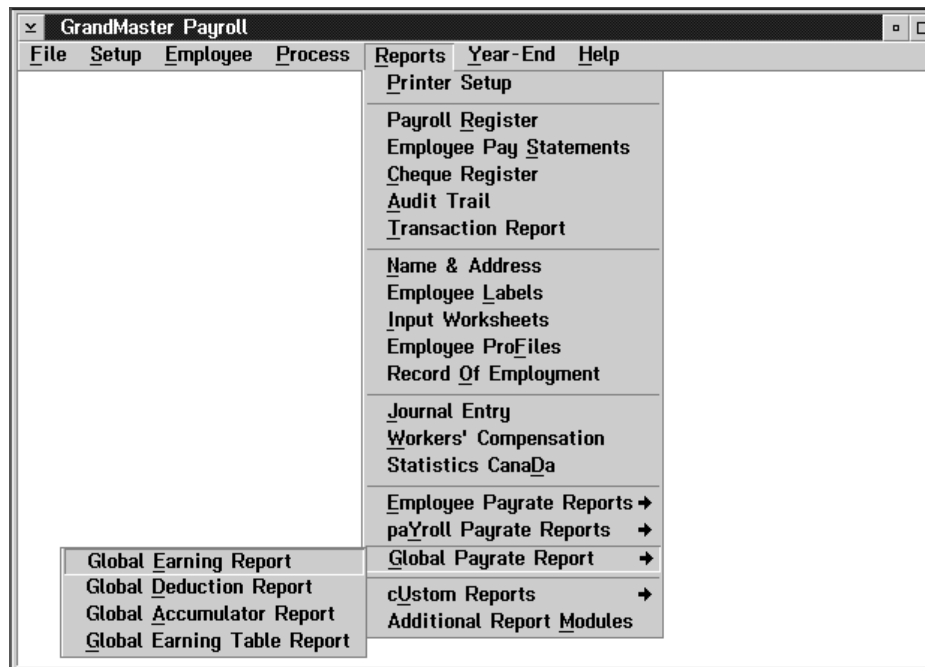 GrandMaster Payroll
File Setup Employee Process Reports Year-End Help
Printer Setup
Payroll Register
Employee Pay Statements
Cheque Register
Audit Trail
Transaction Report
Name & Address
Employee Labels
Input Worksheets
Employee ProFiles
Record Of Employment
Journal Entry
Workers' Compensation
Statistics CanaDa
Employee Payrate Reports
paYroll Payrate Reports
Global Payrate Report
cUstom Reports
Additional Report Modules
Global Earning Report
Global Deduction Report
Global Accumulator Report
Global Earning Table Report